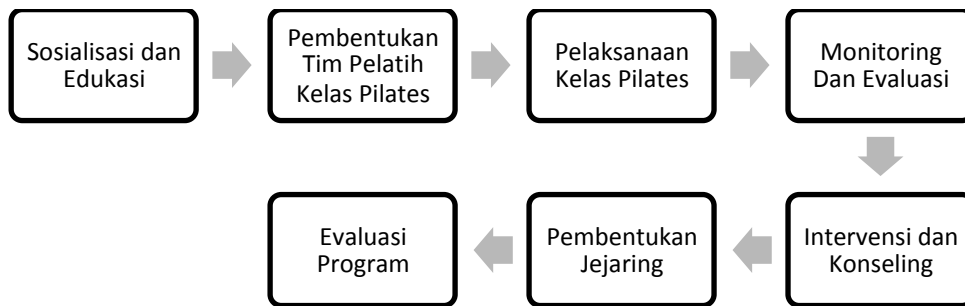 Sosialisasi dan
Edukasi
Pembentukan
Tim Pelatih
Kelas Pilates
Pelaksanaan
Kelas Pilates
Monitoring
Dan Evaluasi
Intervensi dan
Konseling
Pembentukan
Jejaring
Evaluasi
Program